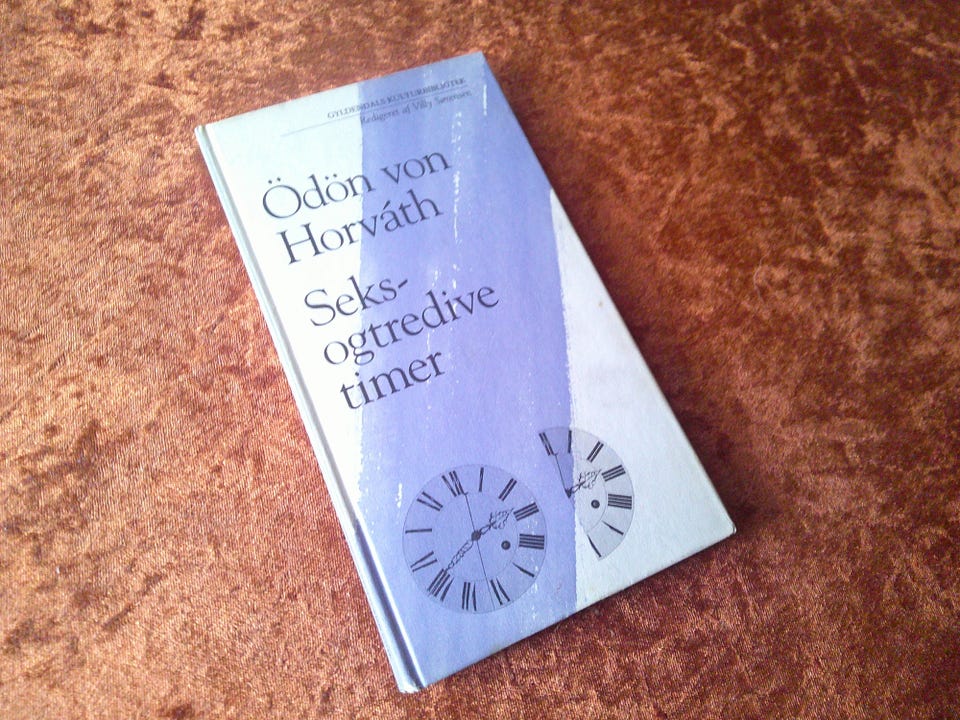 GYLDENDALS KULTURBIBLIOTEK
Redigeret af Villy Sørensen
Ödön von
Horváth
Seks-
ogtredive
timer